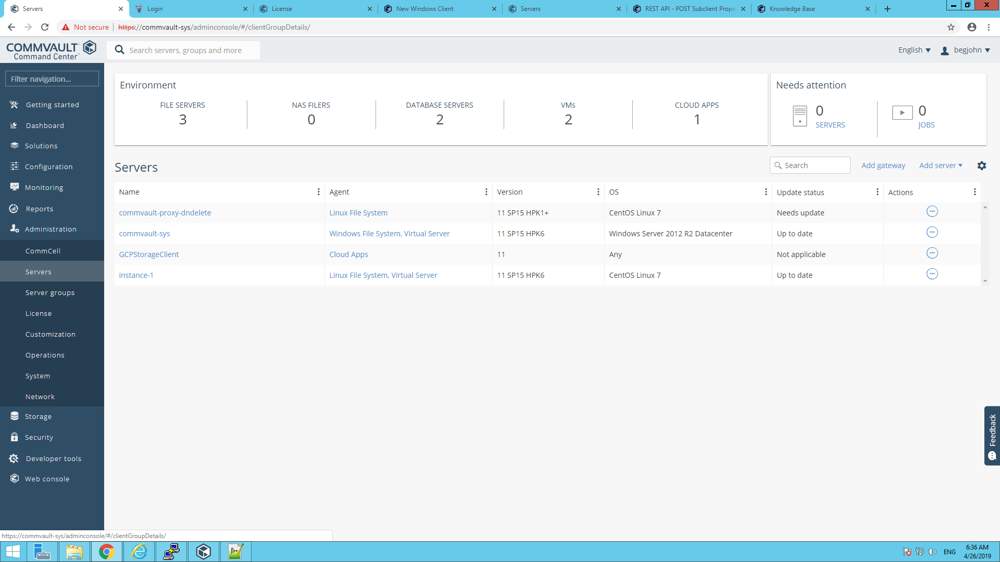 Servers
Login
License
New Windows Client
Servers
REST API - POST Subclient Prope
Knowledge Base
Not secure
https://commvault-sys/adminconsole/#/clientGroupDetails/
COMMVAULT
Command Center
Search servers, groups and more
English
begjohn
Filter navigation...
Getting started
Dashboard
Solutions
Configuration
Monitoring
Reports
Administration
CommCell
Servers
Server groups
License
Customization
Operations
System
Network
Storage
Security
Developer tools
Web console
Environment
FILE SERVERS
3
NAS FILERS
0
DATABASE SERVERS
2
VMs
2
CLOUD APPS
1
Needs attention
0
SERVERS
0
JOBS
Servers
Search
Add gateway
Add server
Name Agent Version OS Update status Actions
commvault-proxy-dndelete Linux File System 11 SP15 HPK1+ CentOS Linux 7 Needs update
commvault-sys Windows File System, Virtual Server 11 SP15 HPK6 Windows Server 2012 R2 Datacenter Up to date
GCPStorageClient Cloud Apps 11 Any Not applicable
instance-1 Linux File System, Virtual Server 11 SP15 HPK6 CentOS Linux 7 Up to date
Feedback
https://commvault-sys/adminconsole/#/clientGroupDetails/
ENG
6:36 AM
4/26/2019